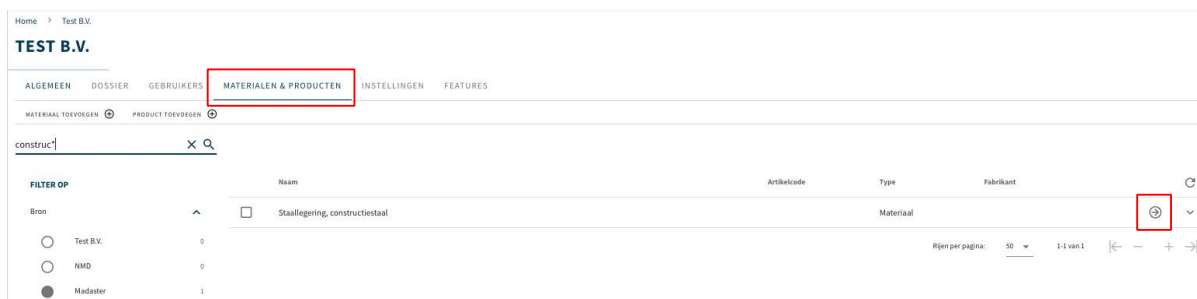 Home > Test B.V.
TEST B.V.
ALGEMEEN DOSSIER GEBRUIKERS MATERIALEN & PRODUCTEN INSTELLINGEN FEATURES
MATERIAAL TOEVOEGEN PRODUCT TOEVOEGEN
construc*
FILTER OP Naam Artikelcode Type Fabrikant
Bron Staallegering, constructiestaal Materiaal
Test B.V. 0 Rijen per pagina: 50 1-1 van 1
NMD 0
Madaster 1